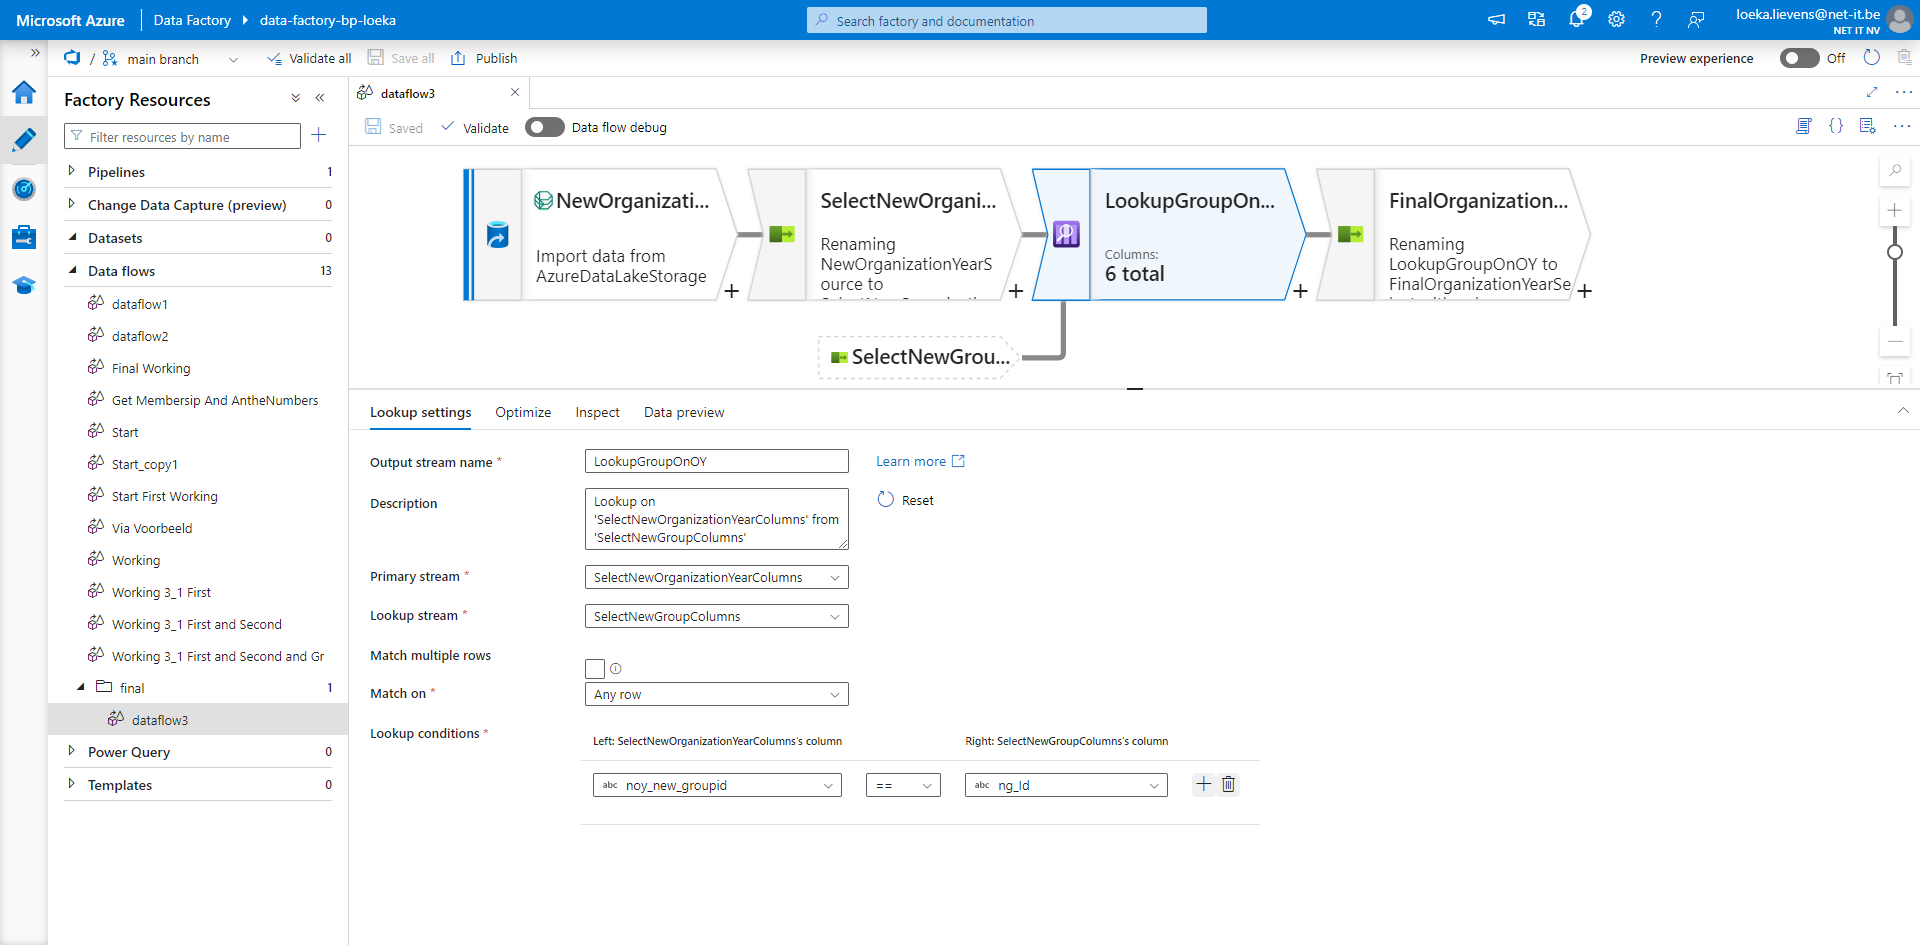 Microsoft Azure
Data Factory
data-factory-bp-loeka
Search factory and documentation
2
loeka.lievens@net-it.be
NET IT NV
/
main branch
Validate all
Save all
Publish
Preview experience
Off
Factory Resources
Filter resources by name
Pipelines 1
Change Data Capture (preview) 0
Datasets 0
Data flows 13
dataflow1
dataflow2
Final Working
Get Membersip And AntheNumbers
Start
Start_copy1
Start First Working
Via Voorbeeld
Working
Working 3_1 First
Working 3_1 First and Second
Working 3_1 First and Second and Gr
final 1
dataflow3
Power Query 0
Templates 0
dataflow3
Saved
Validate
Data flow debug
NewOrganizati...
Import data from
AzureDataLakeStorage
SelectNewOrgani...
Renaming
NewOrganizationYearS
ource to
LookupGroupOn...
Columns:
6 total
FinalOrganization...
Renaming
LookupGroupOnOY to
FinalOrganizationYearSe
SelectNewGrou...
Lookup settings
Optimize
Inspect
Data preview
Output stream name *
LookupGroupOnOY
Learn more
Description
Lookup on
'SelectNewOrganizationYearColumns' from
'SelectNewGroupColumns'
Reset
Primary stream *
SelectNewOrganizationYearColumns
Lookup stream *
SelectNewGroupColumns
Match multiple rows
Match on *
Any row
Lookup conditions *
Left: SelectNewOrganizationYearColumns's column
Right: SelectNewGroupColumns's column
abc noy_new_groupid
==
abc ng_Id